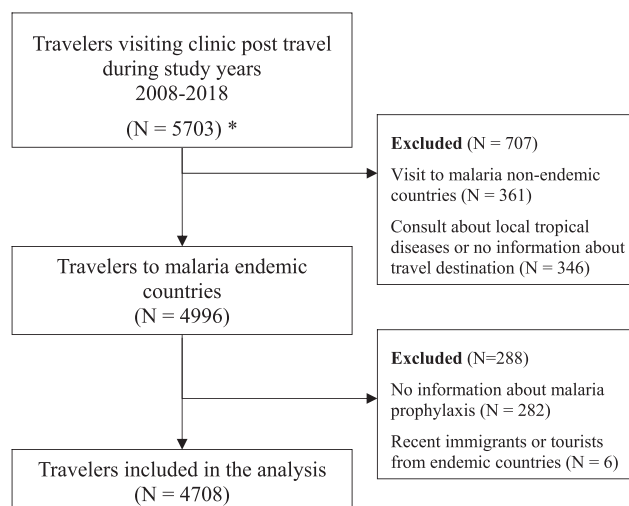 Travelers visiting clinic post travel
during study years
2008-2018
(N = 5703) *
Excluded (N = 707)
Visit to malaria non-endemic
countries (N = 361)
Consult about local tropical
diseases or no information about
travel destination (N = 346)
Travelers to malaria endemic
countries
(N = 4996)
Excluded (N=288)
No information about malaria
prophylaxis (N = 282)
Recent immigrants or tourists
from endemic countries (N = 6)
Travelers included in the analysis
(N = 4708)